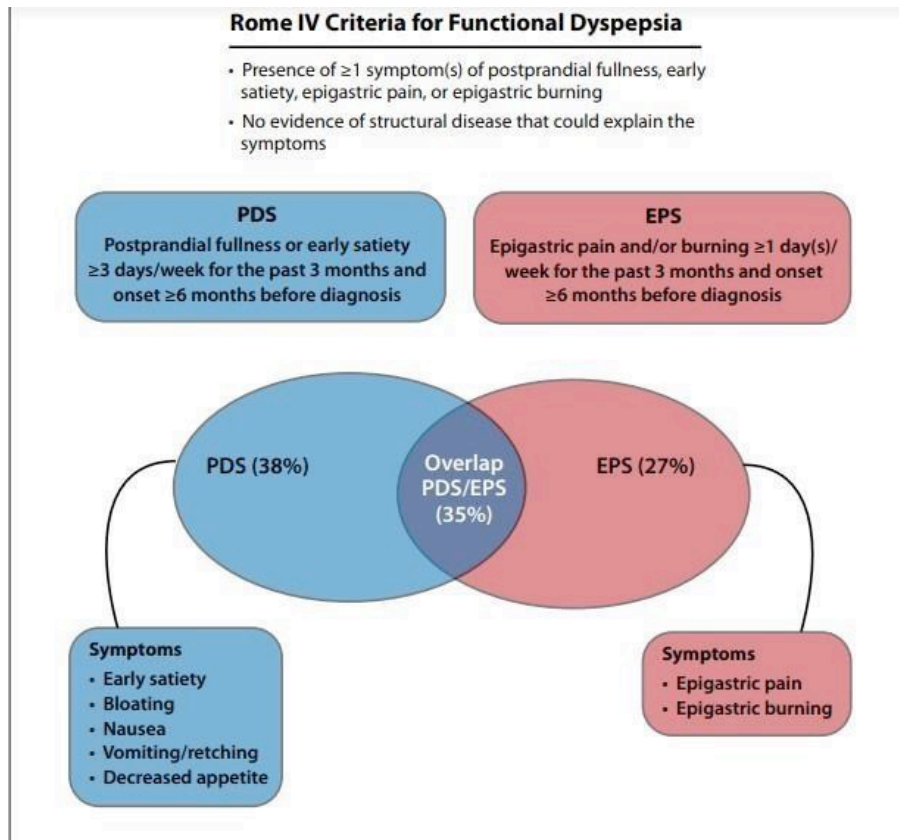 Rome IV Criteria for Functional Dyspepsia
• Presence of ≥1 symptom(s) of postprandial fullness, early
satiety, epigastric pain, or epigastric burning
• No evidence of structural disease that could explain the
symptoms
PDS
Postprandial fullness or early satiety
≥3 days/week for the past 3 months and
onset ≥6 months before diagnosis
EPS
Epigastric pain and/or burning ≥1 day(s)/
week for the past 3 months and onset
≥6 months before diagnosis
PDS (38%)
Overlap
PDS/EPS
(35%)
EPS (27%)
Symptoms
• Early satiety
• Bloating
• Nausea
• Vomiting/retching
• Decreased appetite
Symptoms
• Epigastric pain
• Epigastric burning